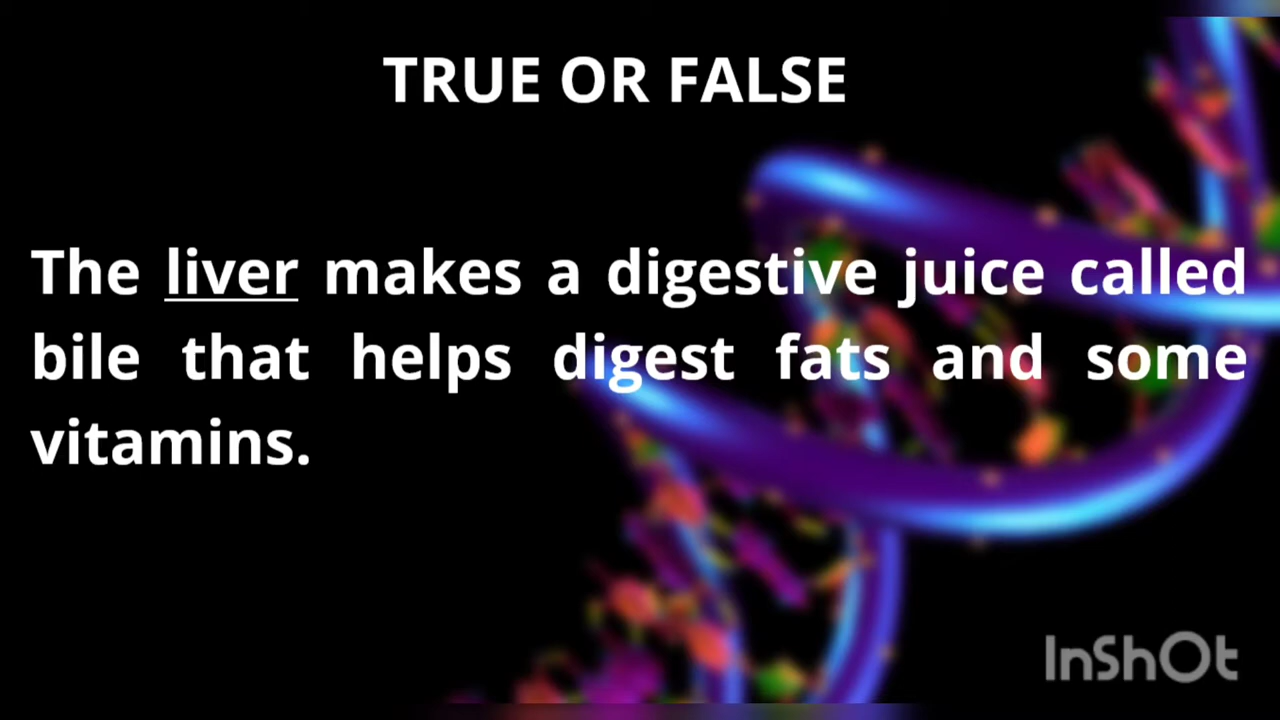 TRUE OR FALSE
The liver makes a digestive juice called
bile that helps digest fats and some
vitamins.
InShOt